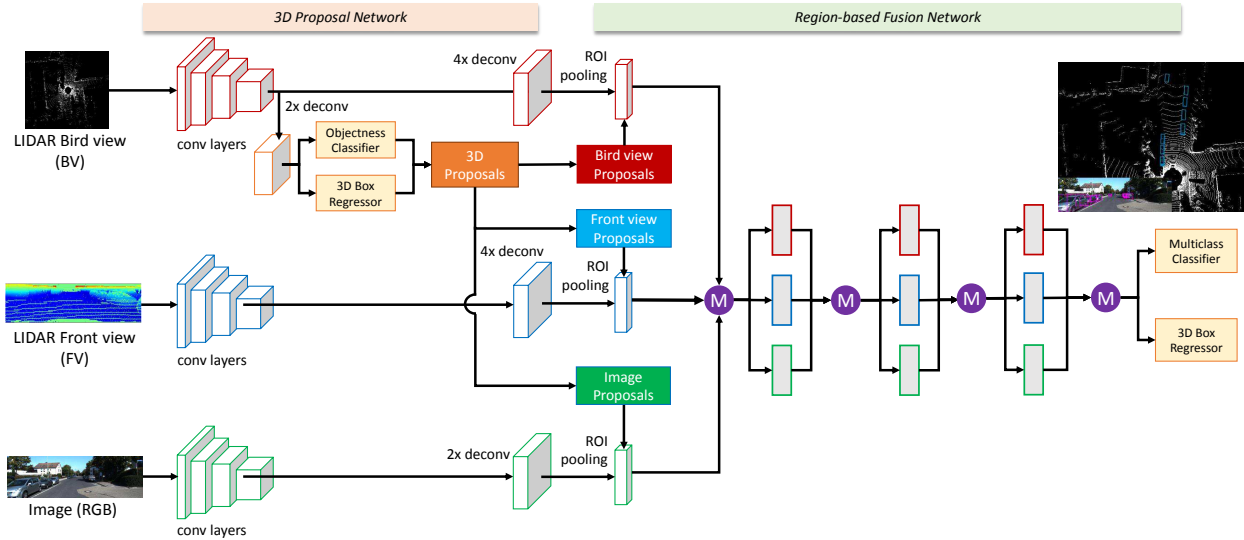 3D Proposal Network
Region-based Fusion Network
LIDAR Bird view
(BV)
conv layers
2x deconv
4x deconv
ROI
pooling
Objectness
Classifier
3D Box
Regressor
3D
Proposals
Bird view
Proposals
Front view
Proposals
LIDAR Front view
(FV)
conv layers
4x deconv
ROI
pooling
Image
Proposals
Image (RGB)
conv layers
2x deconv
ROI
pooling
M
M
M
M
Multiclass
Classifier
3D Box
Regressor